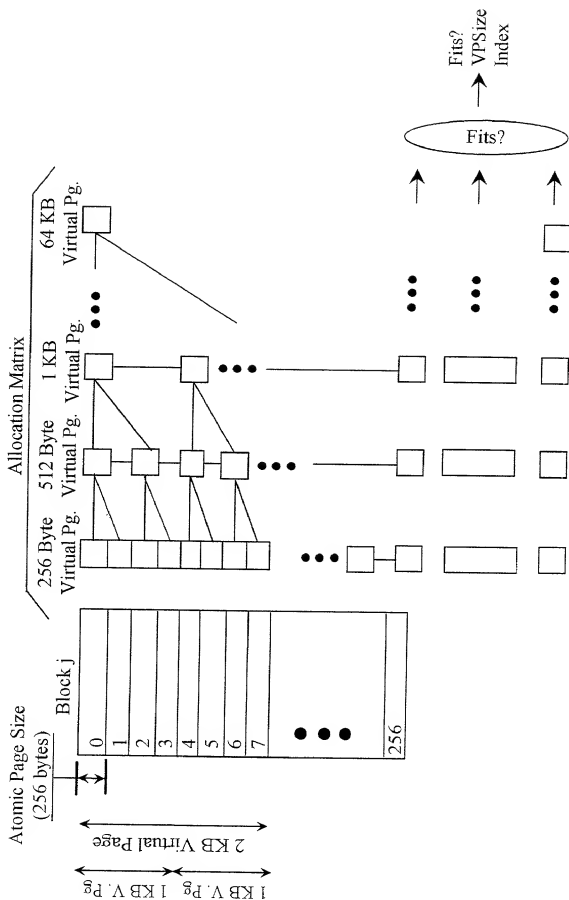 Allocation Matrix
Atomic Page Size
(256 bytes)
Block j
256 Byte
Virtual Pg.
512 Byte
Virtual Pg.
1 KB
Virtual Pg.
64 KB
Virtual Pg.
0
1
2
3
4
5
6
7
256
1 KB V. Pg
1 KB V. Pg
2 KB Virtual Page
Fits?
Fits?
VPSize
Index